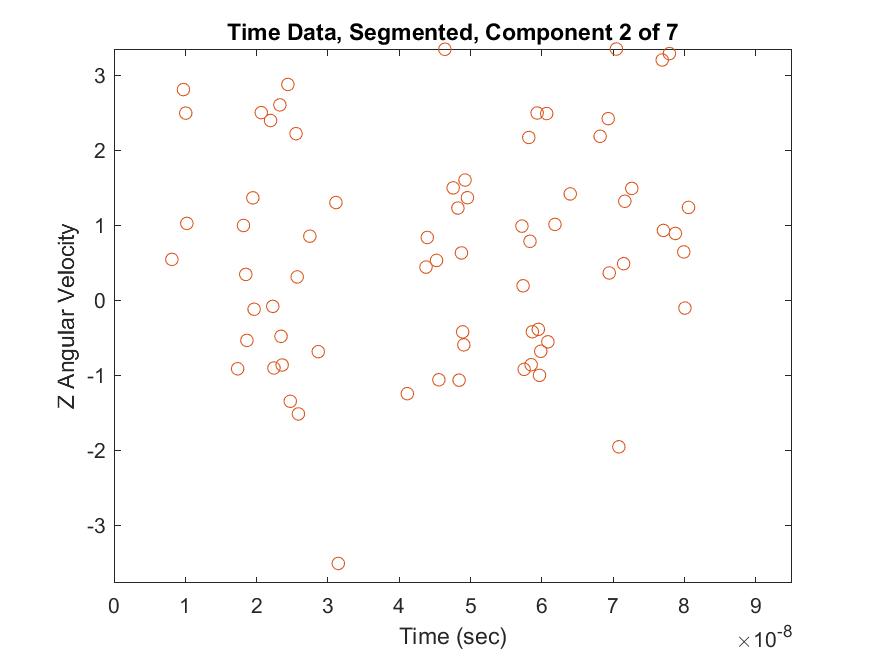 Time Data, Segmented, Component 2 of 7
3
2
1
0
-1
-2
-3
Z Angular Velocity
0 1 2 3 4 5 6 7 8 9
×10-8
Time (sec)